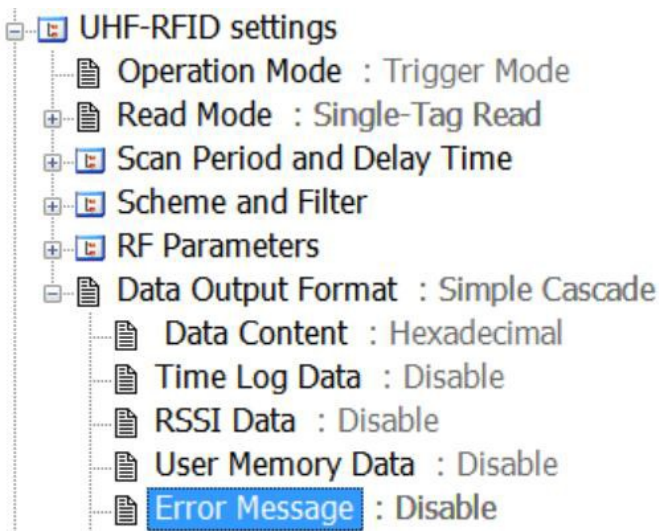 UHF-RFID settings
Operation Mode : Trigger Mode
Read Mode : Single-Tag Read
Scan Period and Delay Time
Scheme and Filter
RF Parameters
Data Output Format : Simple Cascade
Data Content : Hexadecimal
Time Log Data : Disable
RSSI Data : Disable
User Memory Data : Disable
Error Message : Disable